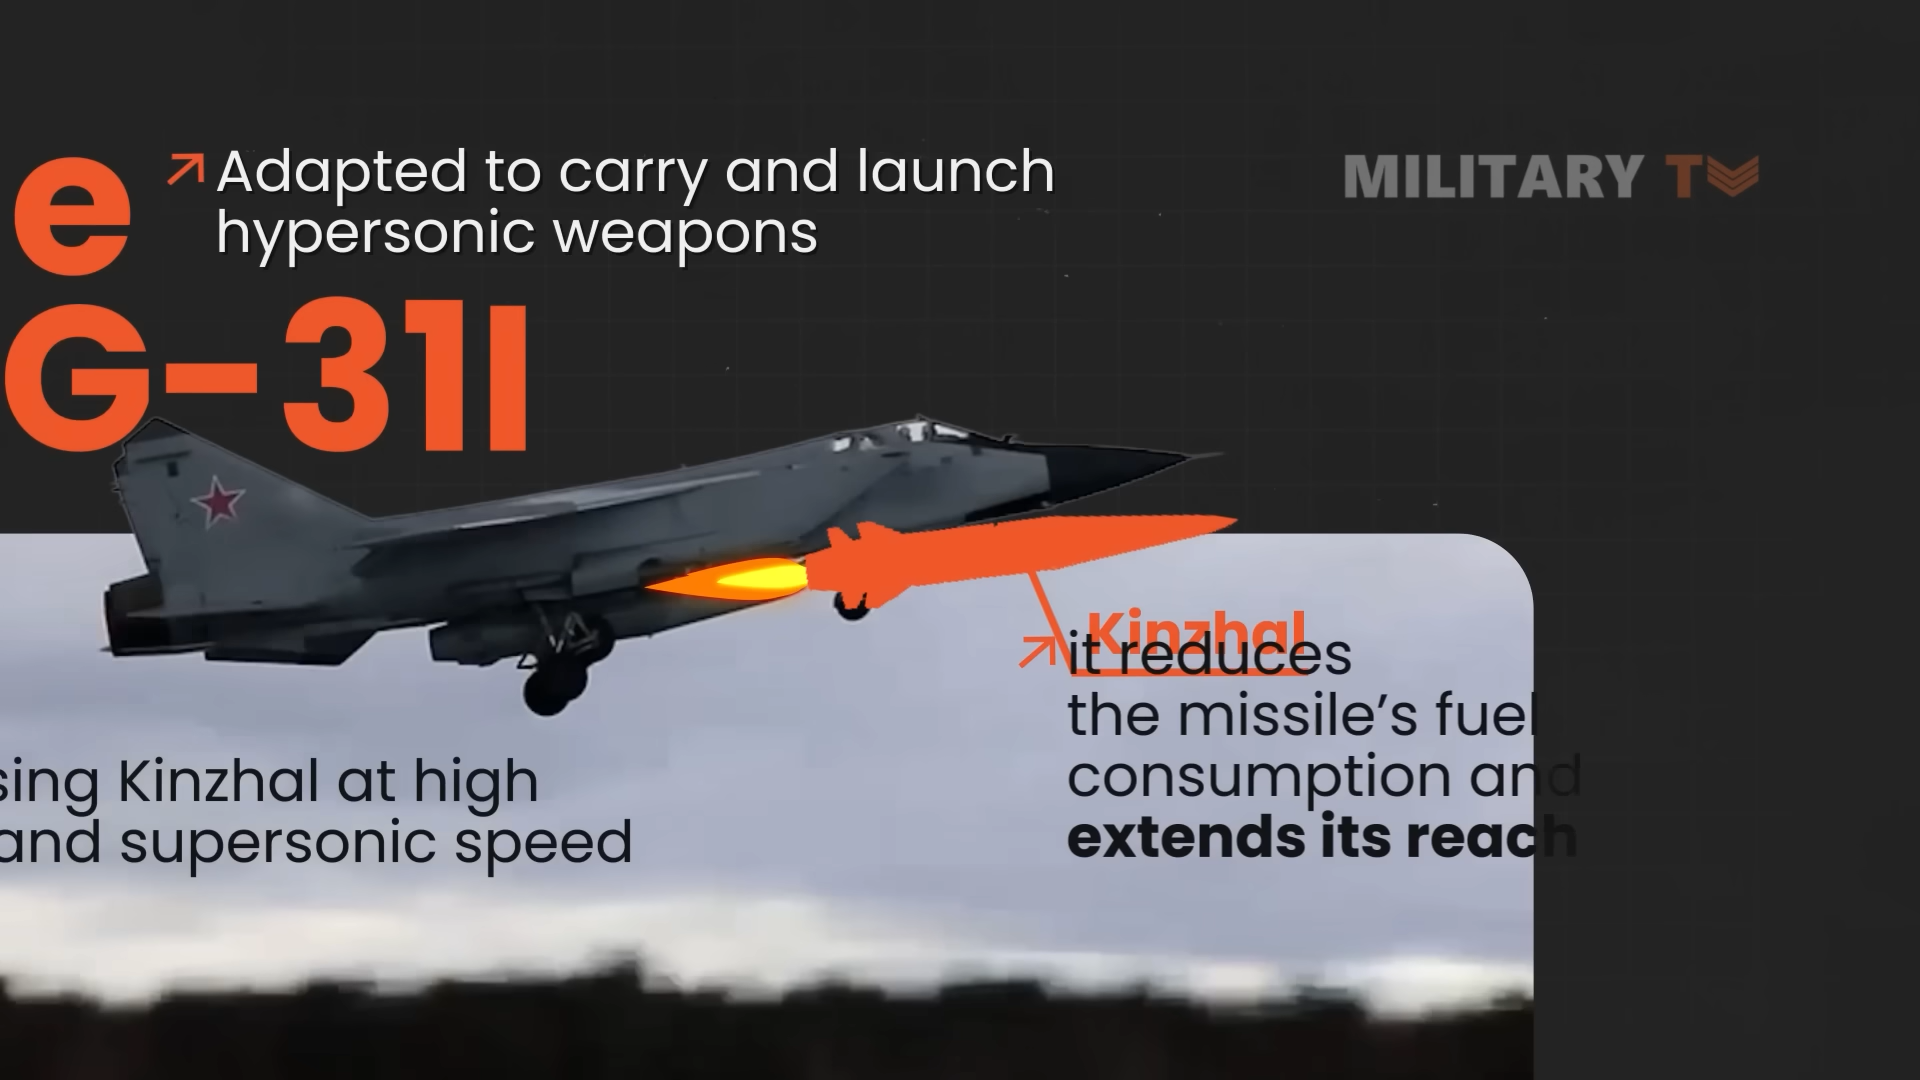 e
Adapted to carry and launch
hypersonic weapons
MILITARY TV
G-31I
Kinzhal
it reduces
the missile’s fuel
consumption and
extends its reach
sing Kinzhal at high
and supersonic speed